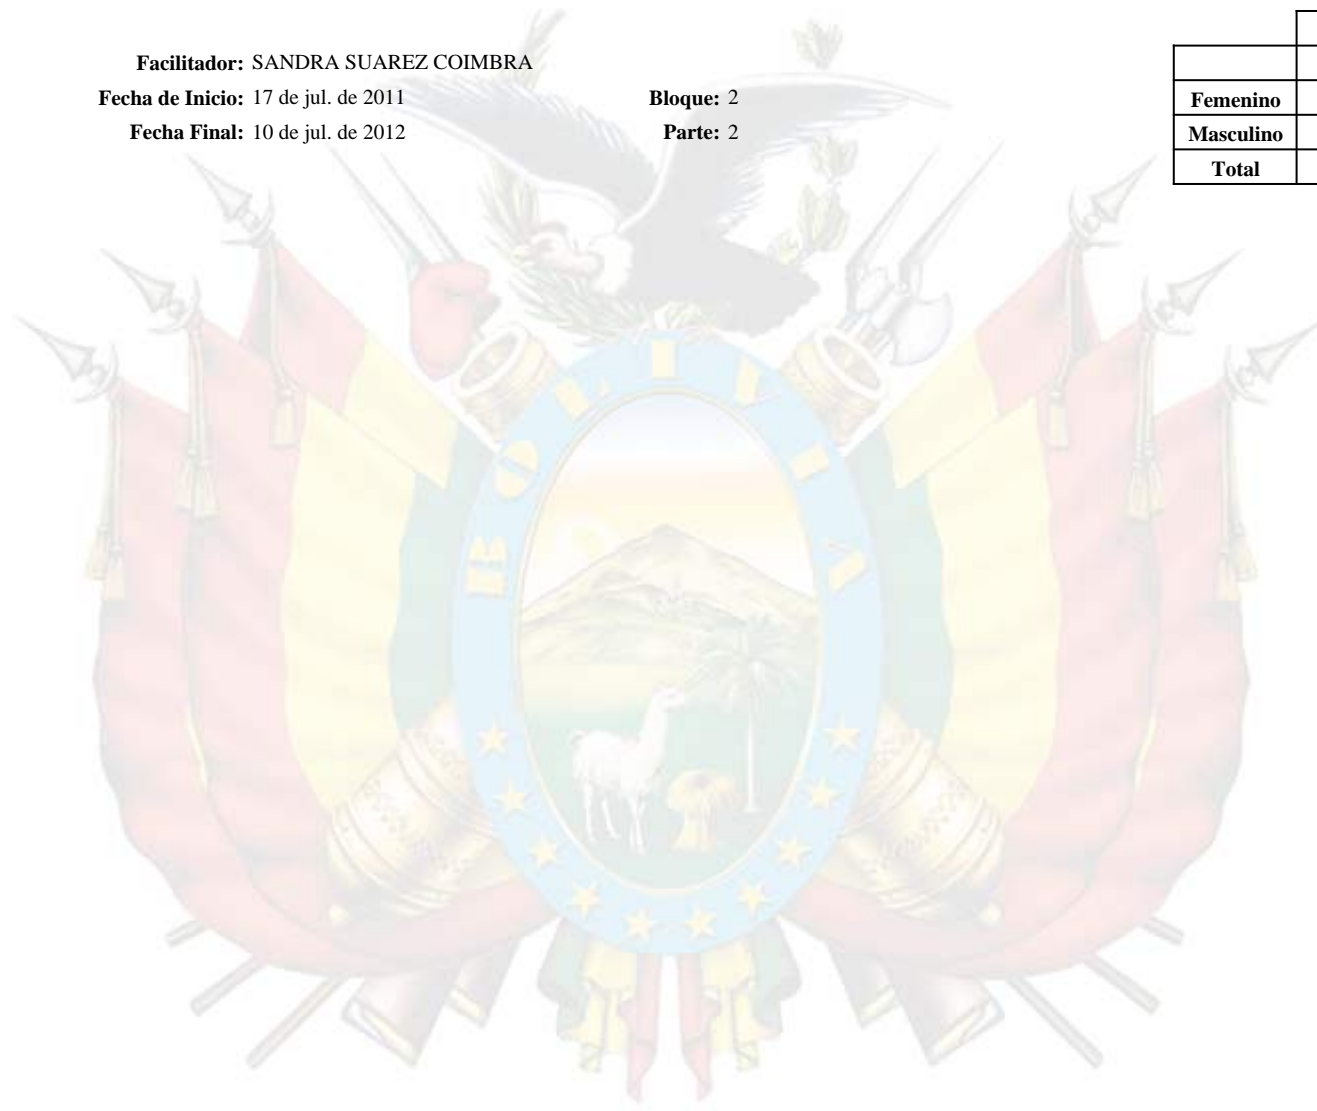 Facilitador: SANDRA SUAREZ COIMBRA
Fecha de Inicio: 17 de jul. de 2011 Bloque: 2
Fecha Final: 10 de jul. de 2012 Parte: 2
Femenino
Masculino
Total
BOLIVIA